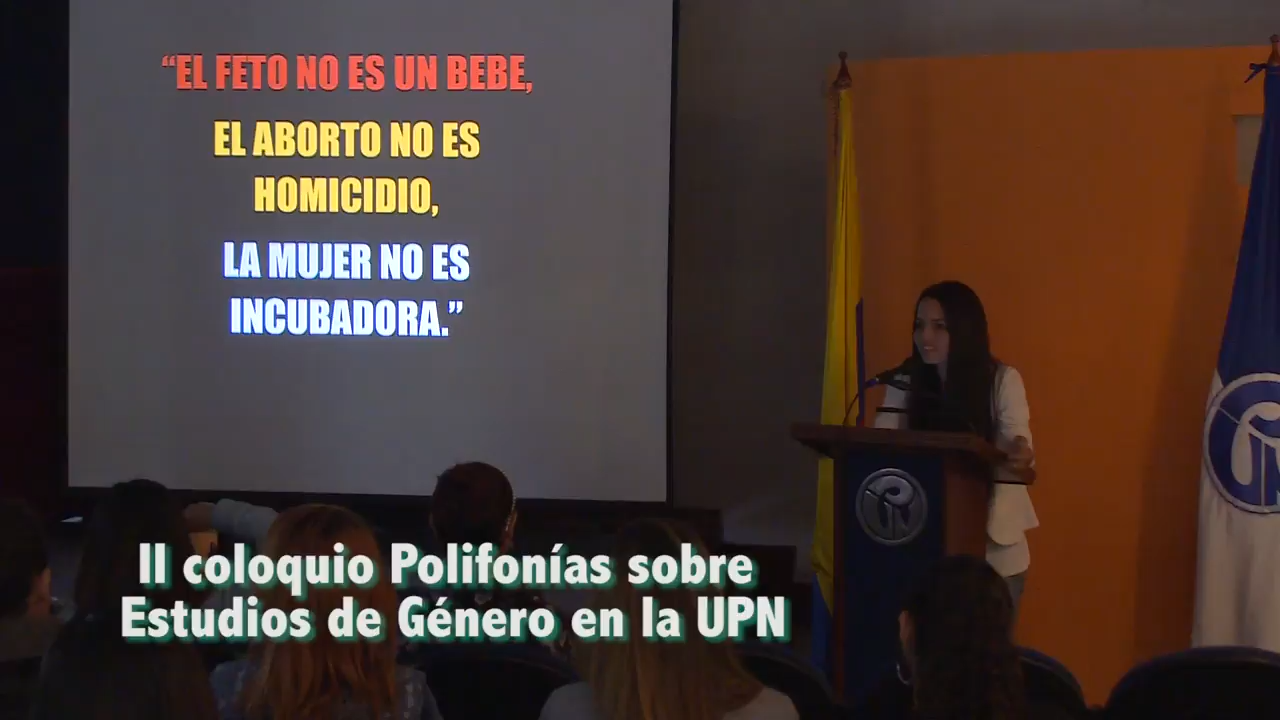 “EL FETO NO ES UN BEBE,
EL ABORTO NO ES
HOMICIDIO,
LA MUJER NO ES
INCUBADORA.”
II coloquio Polifonías sobre
Estudios de Género en la UPN